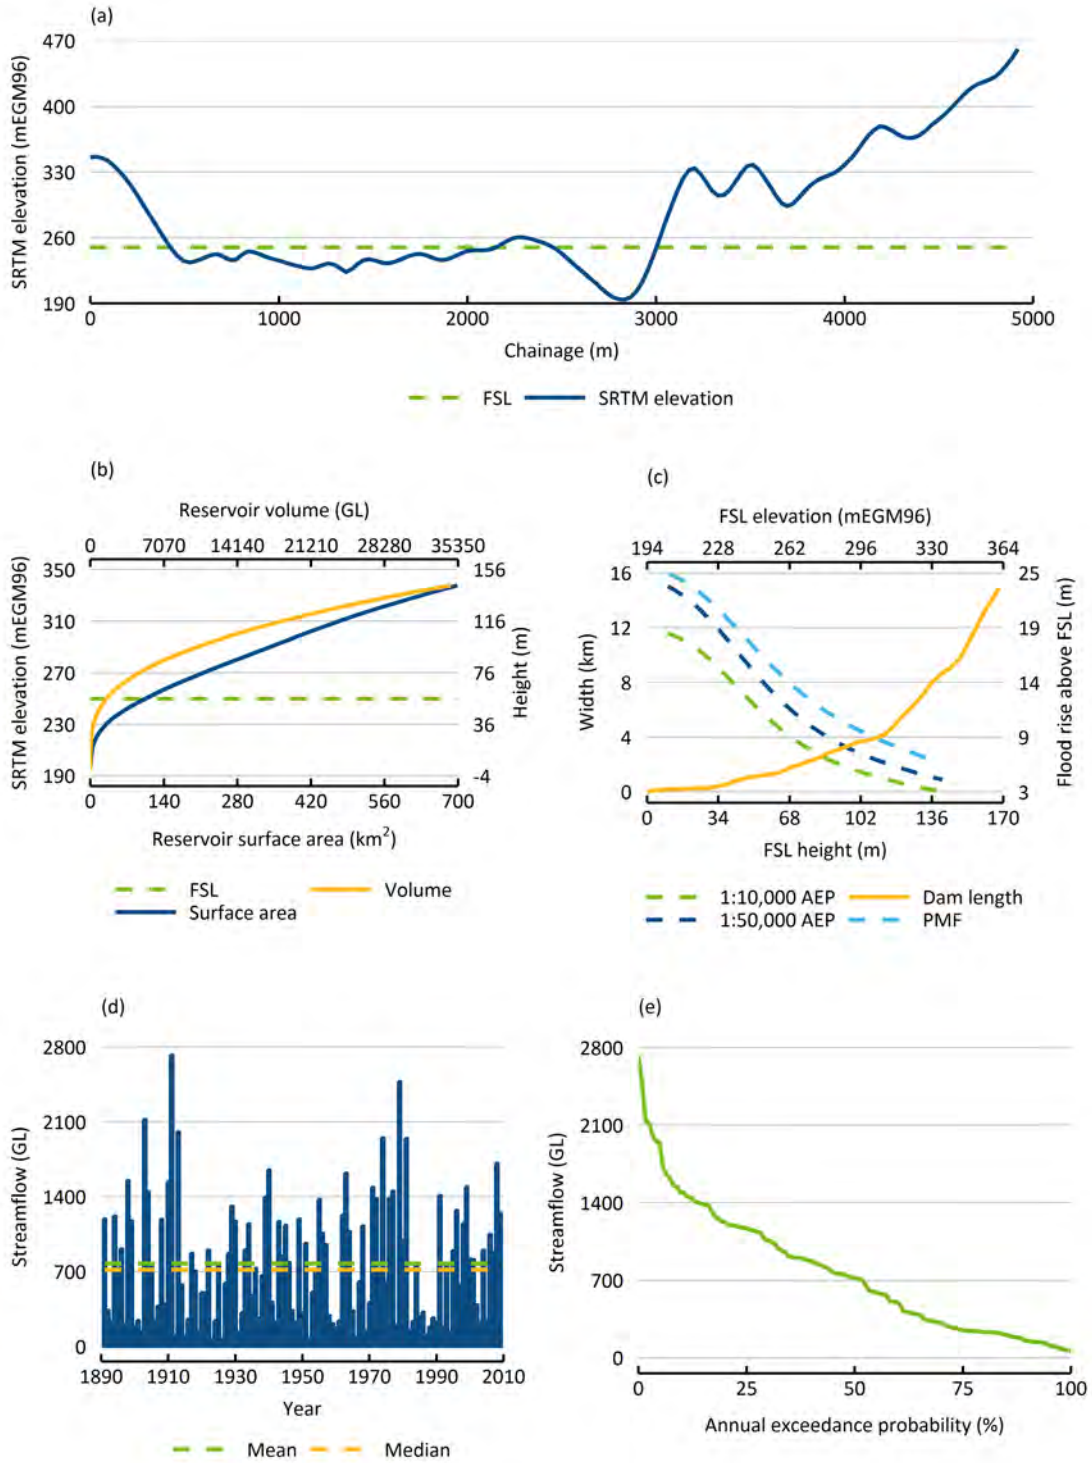 (a)
SRTM elevation (mEGM96)
470
400
330
260
190
0 1000 2000 3000 4000 5000
Chainage (m)
FSL SRTM elevation
(b)
Reservoir volume (GL)
0 7070 14140 21210 28280 35350
SRTM elevation (mEGM96)
350 156
310 116
270 76
230 36
190 -4
Height (m)
0 140 280 420 560 700
Reservoir surface area (km²)
FSL Volume
Surface area
(c)
FSL elevation (mEGM96)
194 228 262 296 330 364
Width (km)
16 25
12 19
8 14
4 9
0 3
Flood rise above FSL (m)
0 34 68 102 136 170
FSL height (m)
1:10,000 AEP Dam length
1:50,000 AEP PMF
(d)
Streamflow (GL)
2800
2100
1400
700
0
1890 1910 1930 1950 1970 1990 2010
Year
Mean Median
(e)
Streamflow (GL)
2800
2100
1400
700
0
0 25 50 75 100
Annual exceedance probability (%)